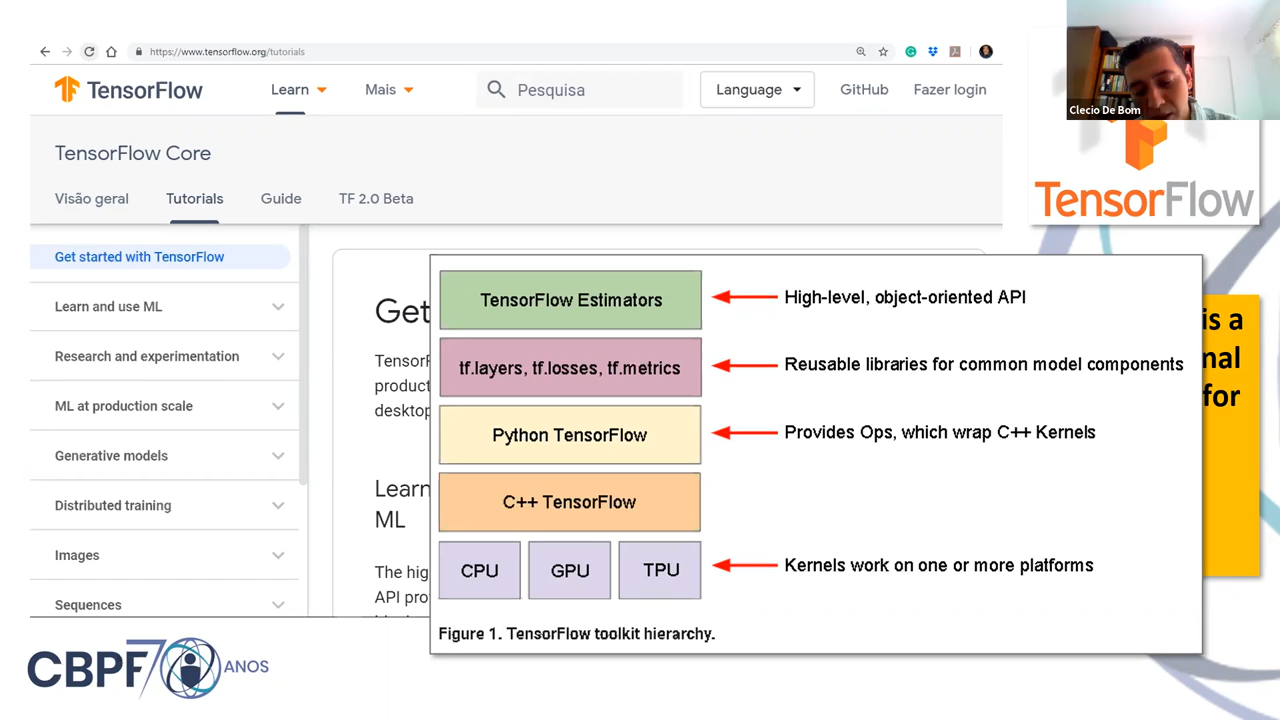 https://www.tensorflow.org/tutorials
TensorFlow
Learn
Mais
Pesquisa
Language
GitHub
Fazer login
Clecio De Bom
TensorFlow
TensorFlow Core
Visão geral
Tutorials
Guide
TF 2.0 Beta
Get started with TensorFlow
Learn and use ML
Research and experimentation
ML at production scale
Generative models
Distributed training
Images
Sequences
Get
TensorF
product
desktop
Learn
ML
The hig
API pro
TensorFlow Estimators
High-level, object-oriented API
tf.layers, tf.losses, tf.metrics
Reusable libraries for common model components
Python TensorFlow
Provides Ops, which wrap C++ Kernels
C++ TensorFlow
CPU
GPU
TPU
Kernels work on one or more platforms
Figure 1. TensorFlow toolkit hierarchy.
is a
nal
for
CBPF 70 ANOS